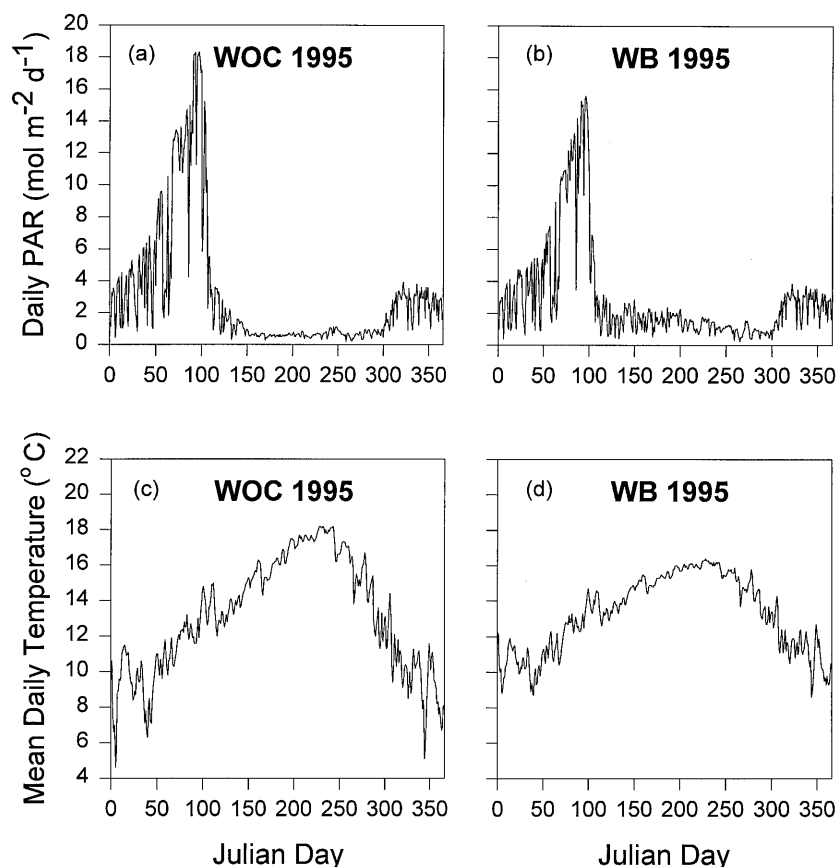 Daily PAR (mol m-2 d-1)
20
18
16
14
12
10
8
6
4
2
0
(a)
WOC 1995
0 50 100 150 200 250 300 350
(b)
WB 1995
0 50 100 150 200 250 300 350
Mean Daily Temperature (°C)
22
20
18
16
14
12
10
8
6
4
(c)
WOC 1995
0 50 100 150 200 250 300 350
Julian Day
(d)
WB 1995
0 50 100 150 200 250 300 350
Julian Day